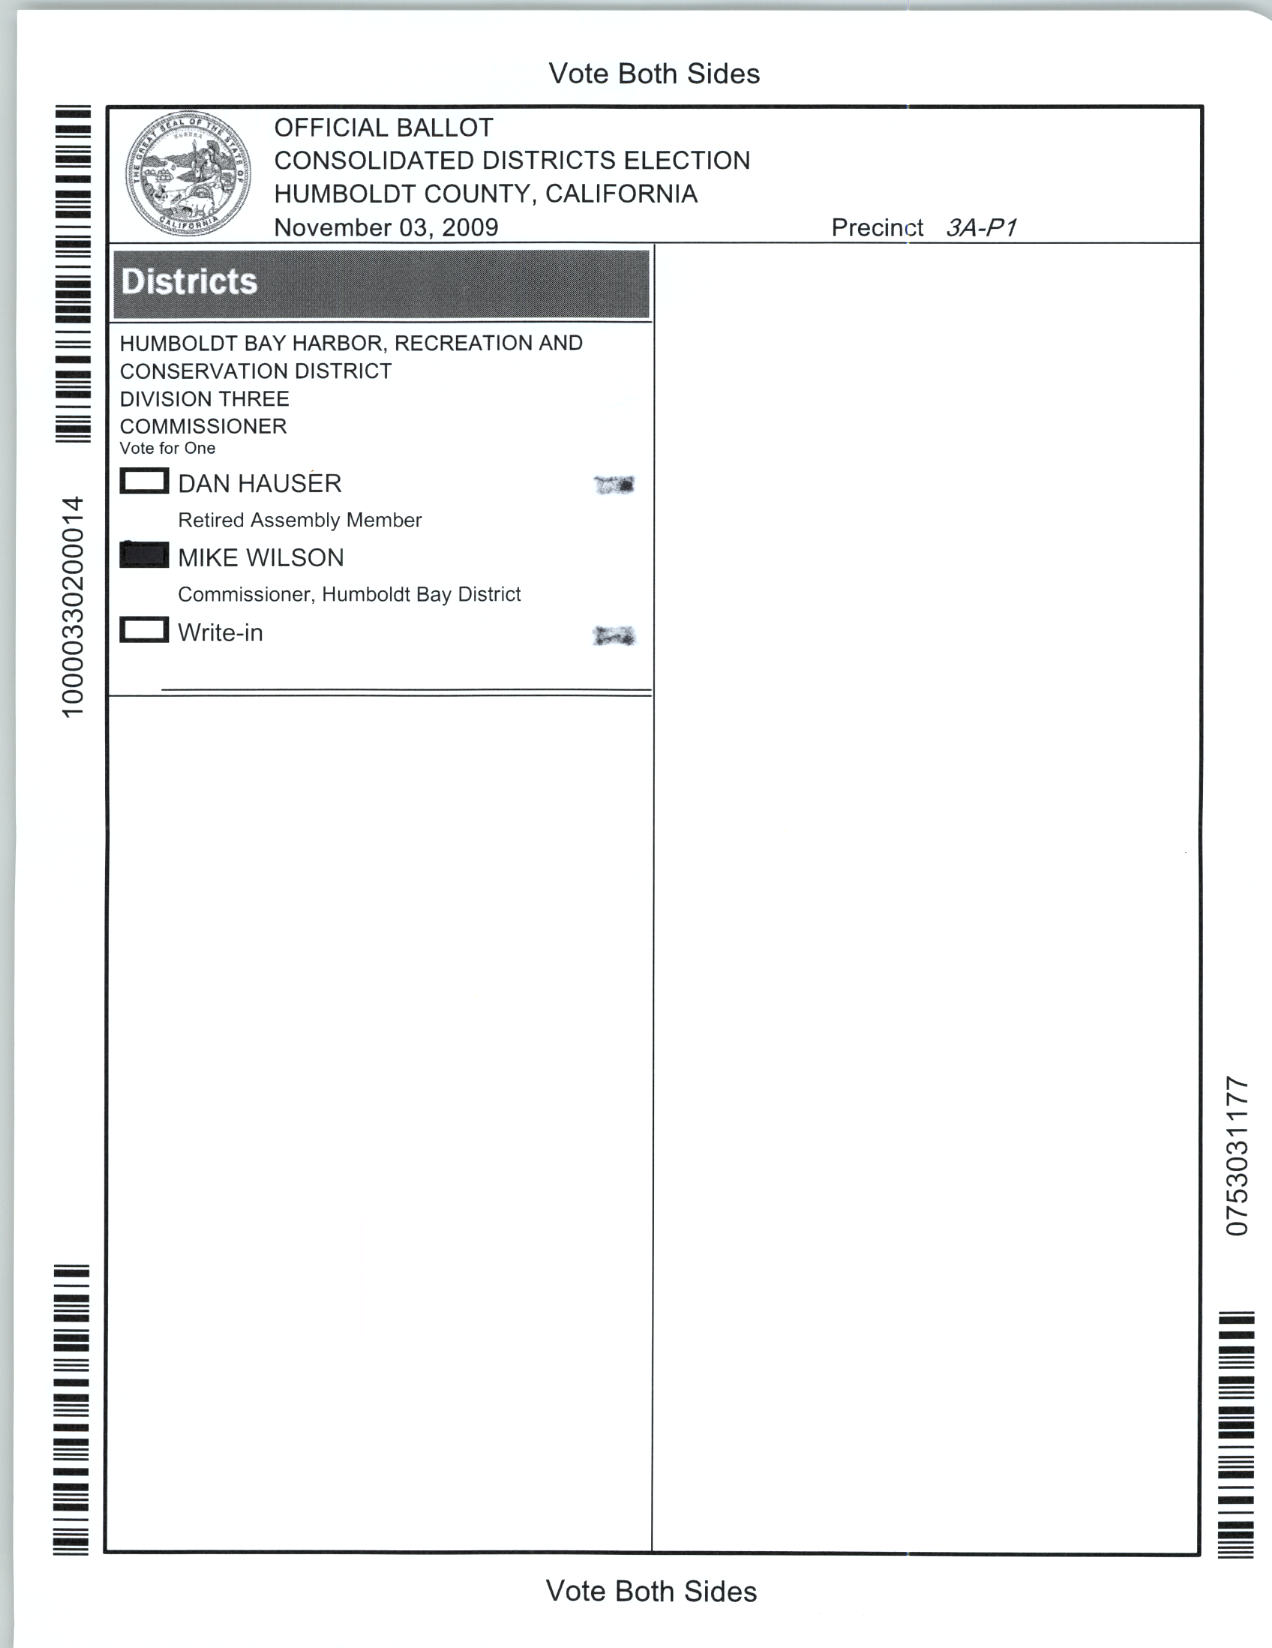 Vote Both Sides
THE GREAT SEAL OF THE STATE OF CALIFORNIA
EUREKA
OFFICIAL BALLOT
CONSOLIDATED DISTRICTS ELECTION
HUMBOLDT COUNTY, CALIFORNIA
November 03, 2009
Precinct 3A-P1
Districts
HUMBOLDT BAY HARBOR, RECREATION AND
CONSERVATION DISTRICT
DIVISION THREE
COMMISSIONER
Vote for One
DAN HAUSER
Retired Assembly Member
MIKE WILSON
Commissioner, Humboldt Bay District
Write-in
10000330200014
0753031177
Vote Both Sides